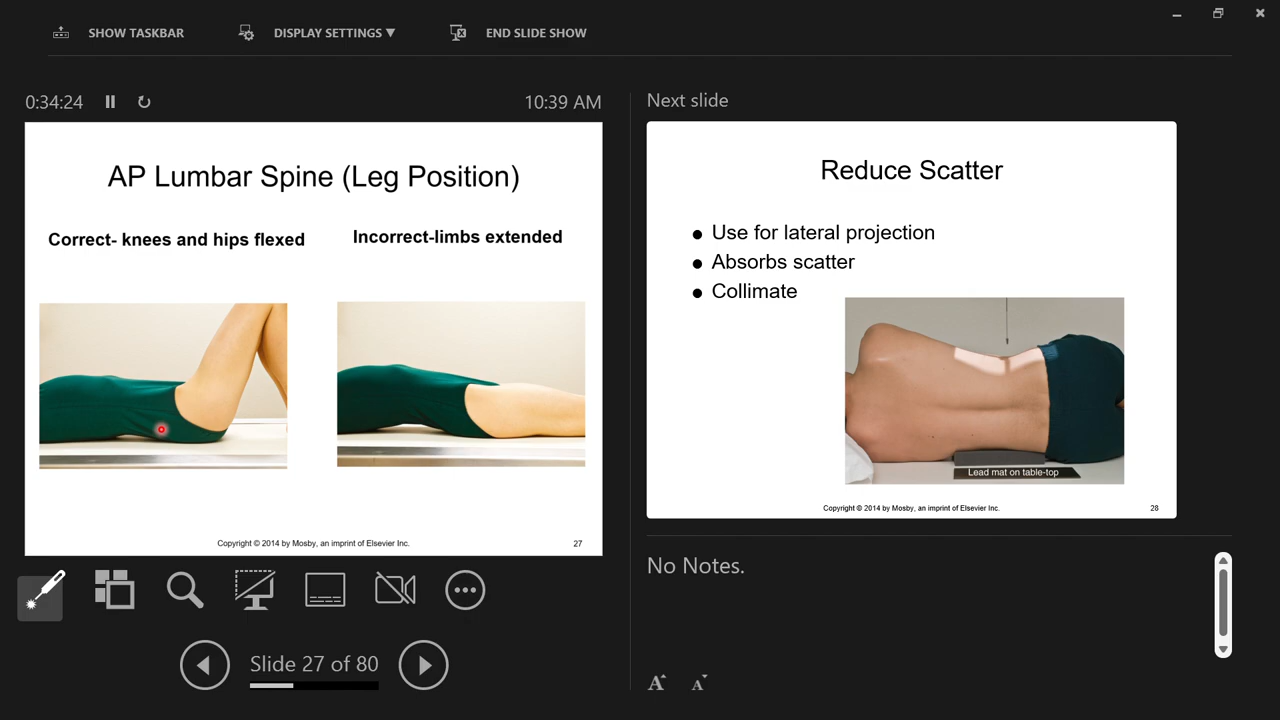 SHOW TASKBAR
DISPLAY SETTINGS ▼
END SLIDE SHOW
0:34:24
10:39 AM
AP Lumbar Spine (Leg Position)
Correct- knees and hips flexed
Incorrect-limbs extended
Copyright © 2014 by Mosby, an imprint of Elsevier Inc.
27
Slide 27 of 80
Next slide
Reduce Scatter
● Use for lateral projection
● Absorbs scatter
● Collimate
Lead mat on table-top
Copyright © 2014 by Mosby, an imprint of Elsevier Inc.
28
No Notes.
A A